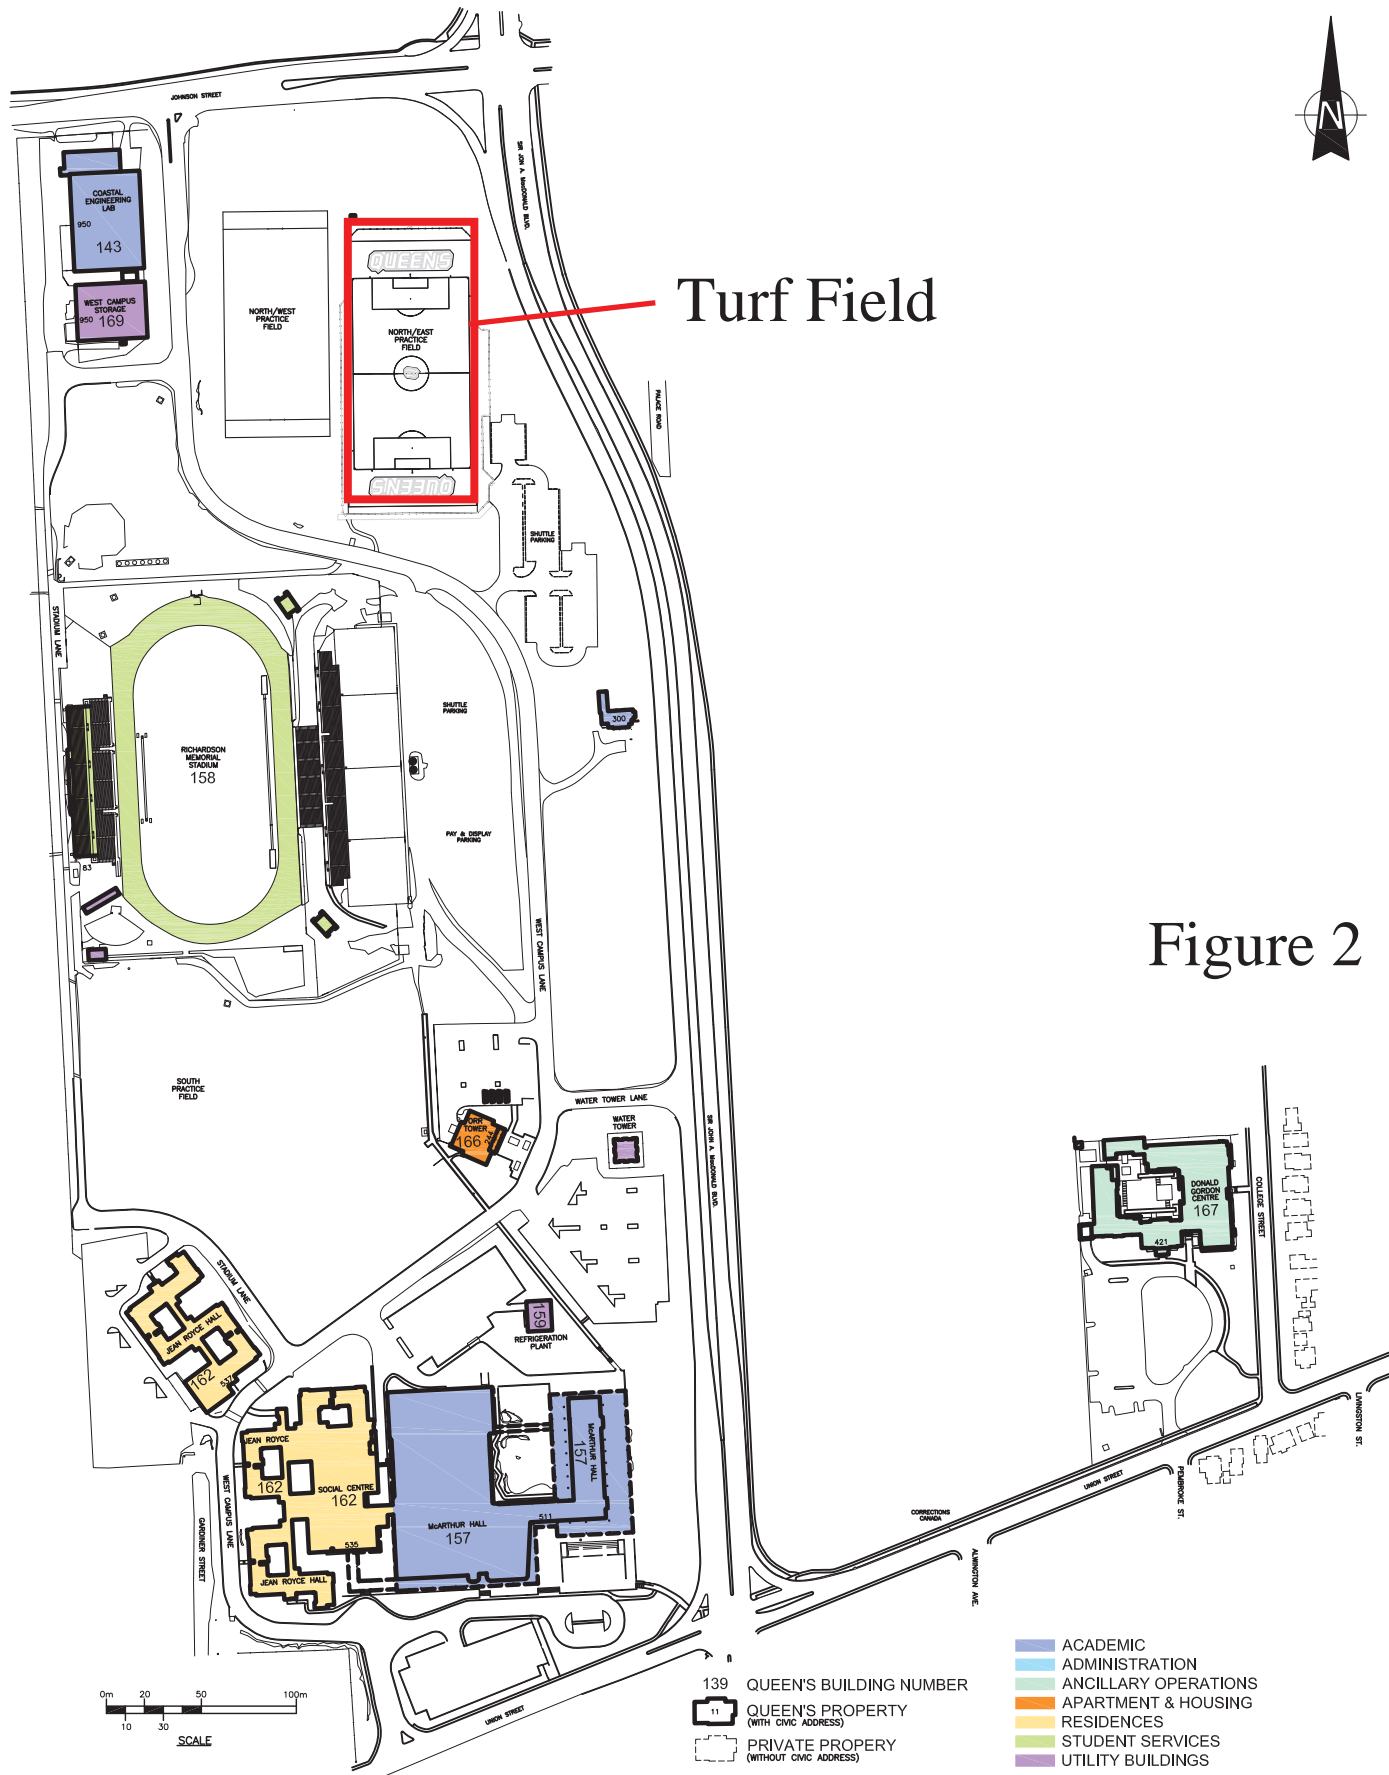 JOHNSON STREET
SIR JON A. MacDONALD BLVD.
N
COASTAL
ENGINEERING
LAB
950
143
WEST CAMPUS
STORAGE
950
169
NORTH/WEST
PRACTICE
FIELD
QUEENS
NORTH/EAST
PRACTICE
FIELD
QUEENS
Turf Field
PALACE ROAD
SHUTTLE
PARKING
STADIUM LANE
RICHARDSON
MEMORIAL
STADIUM
158
83
SHUTTLE
PARKING
300
PAY & DISPLAY
PARKING
WEST CAMPUS LANE
Figure 2
SOUTH
PRACTICE
FIELD
ORR
TOWER
166
244
WATER TOWER LANE
WATER
TOWER
SIR JOHN A. MacDONALD BLVD.
DONALD
GORDON
CENTRE
167
421
COLLEGE STREET
STADIUM LANE
JEAN ROYCE HALL
162
537
159
REFRIGERATION
PLANT
JEAN ROYCE
162
SOCIAL CENTRE
162
535
JEAN ROYCE HALL
McARTHUR HALL
157
McARTHUR HALL
157
511
WEST CAMPUS LANE
GARDINER STREET
UNION STREET
CORRECTIONS
CANADA
UNION STREET
ALWINGTON AVE.
PEMBROKE ST.
LIVINGSTON ST.
0m 20 50 100m
10 30
SCALE
139 QUEEN'S BUILDING NUMBER
11 QUEEN'S PROPERTY
(WITH CIVIC ADDRESS)
PRIVATE PROPERY
(WITHOUT CIVIC ADDRESS)
ACADEMIC
ADMINISTRATION
ANCILLARY OPERATIONS
APARTMENT & HOUSING
RESIDENCES
STUDENT SERVICES
UTILITY BUILDINGS